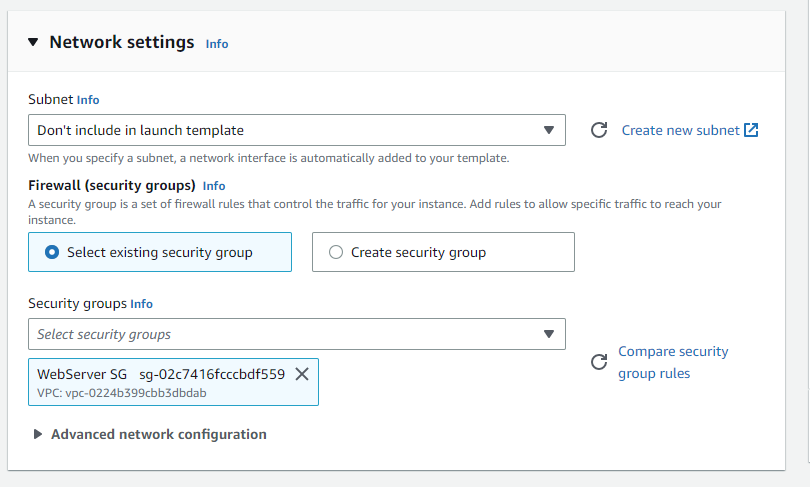 Network settings Info
Subnet Info
Don't include in launch template
Create new subnet
When you specify a subnet, a network interface is automatically added to your template.
Firewall (security groups) Info
A security group is a set of firewall rules that control the traffic for your instance. Add rules to allow specific traffic to reach your
instance.
Select existing security group
Create security group
Security groups Info
Select security groups
Compare security
group rules
WebServer SG sg-02c7416fcccbdf559
VPC: vpc-0224b399cbb3dbdab
Advanced network configuration